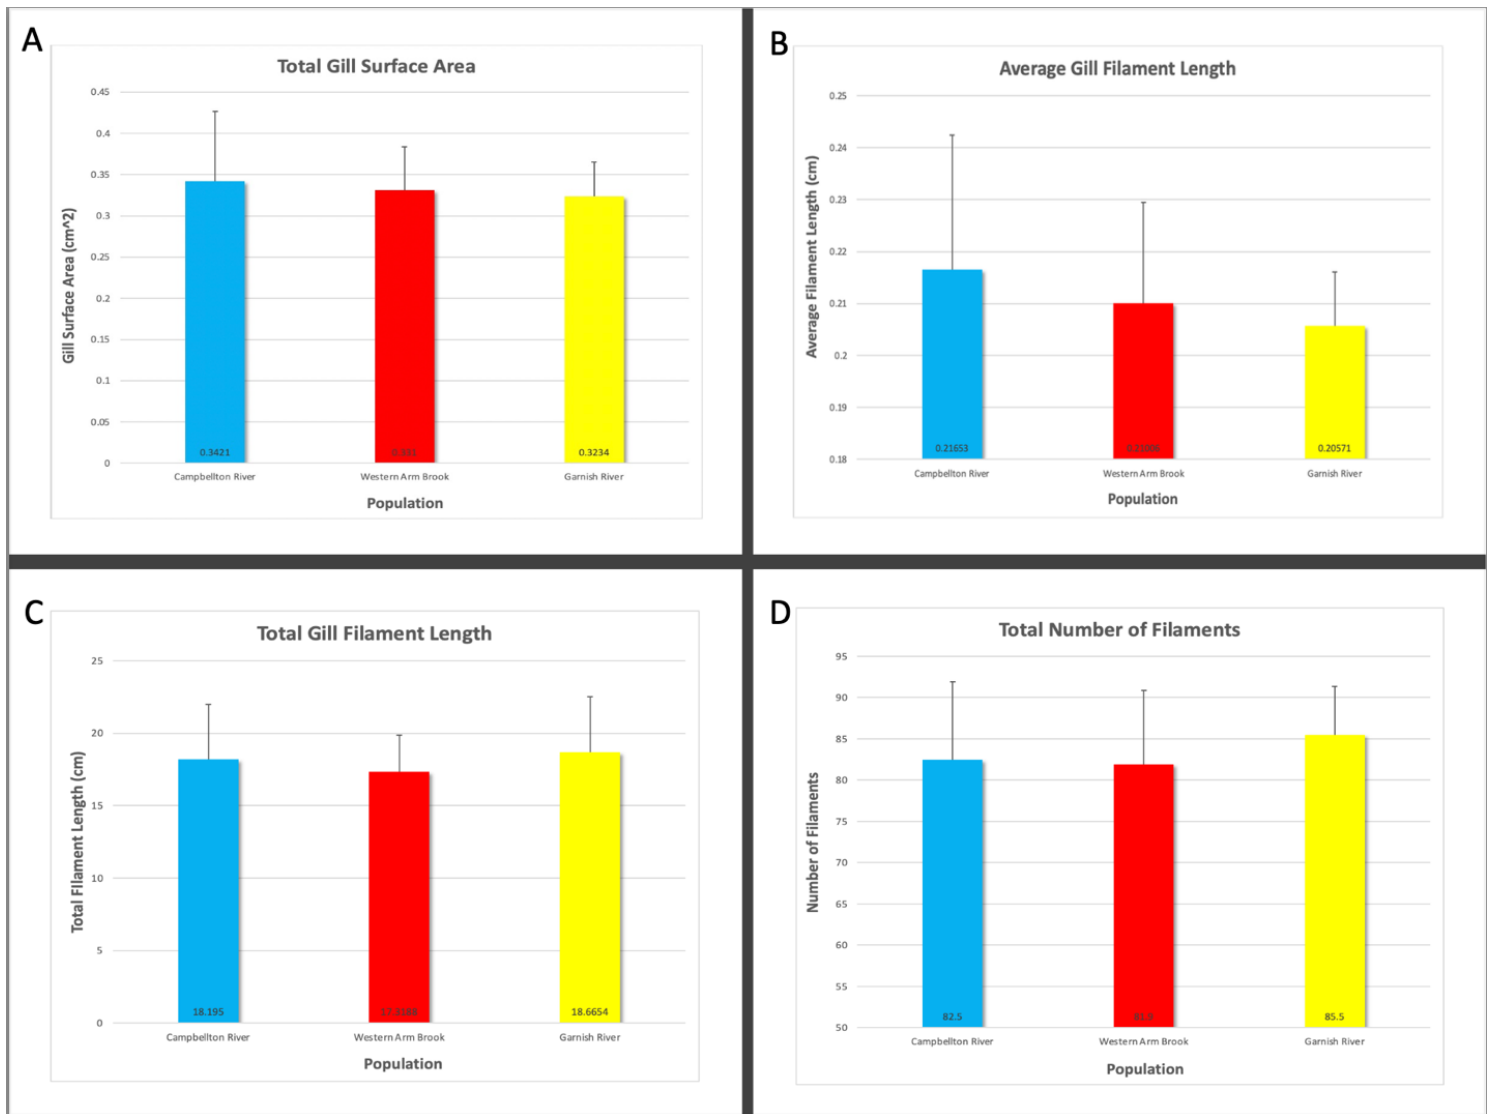 A
Total Gill Surface Area
Gill Surface Area (cm^2)
0.45
0.4
0.35
0.3
0.25
0.2
0.15
0.1
0.05
0
0.3421
0.331
0.3234
Campbellton River
Western Arm Brook
Garnish River
Population
B
Average Gill Filament Length
Average Filament Length (cm)
0.25
0.24
0.23
0.22
0.21
0.2
0.19
0.18
0.21653
0.20571
Campbellton River
Western Arm Brook
Garnish River
Population
C
Total Gill Filament Length
Total Filament Length (cm)
25
20
15
10
5
0
18.195
18.6654
Campbellton River
Western Arm Brook
Garnish River
Population
D
Total Number of Filaments
Number of Filaments
95
90
85
80
75
70
65
60
55
50
82.5
85.5
Campbellton River
Western Arm Brook
Garnish River
Population